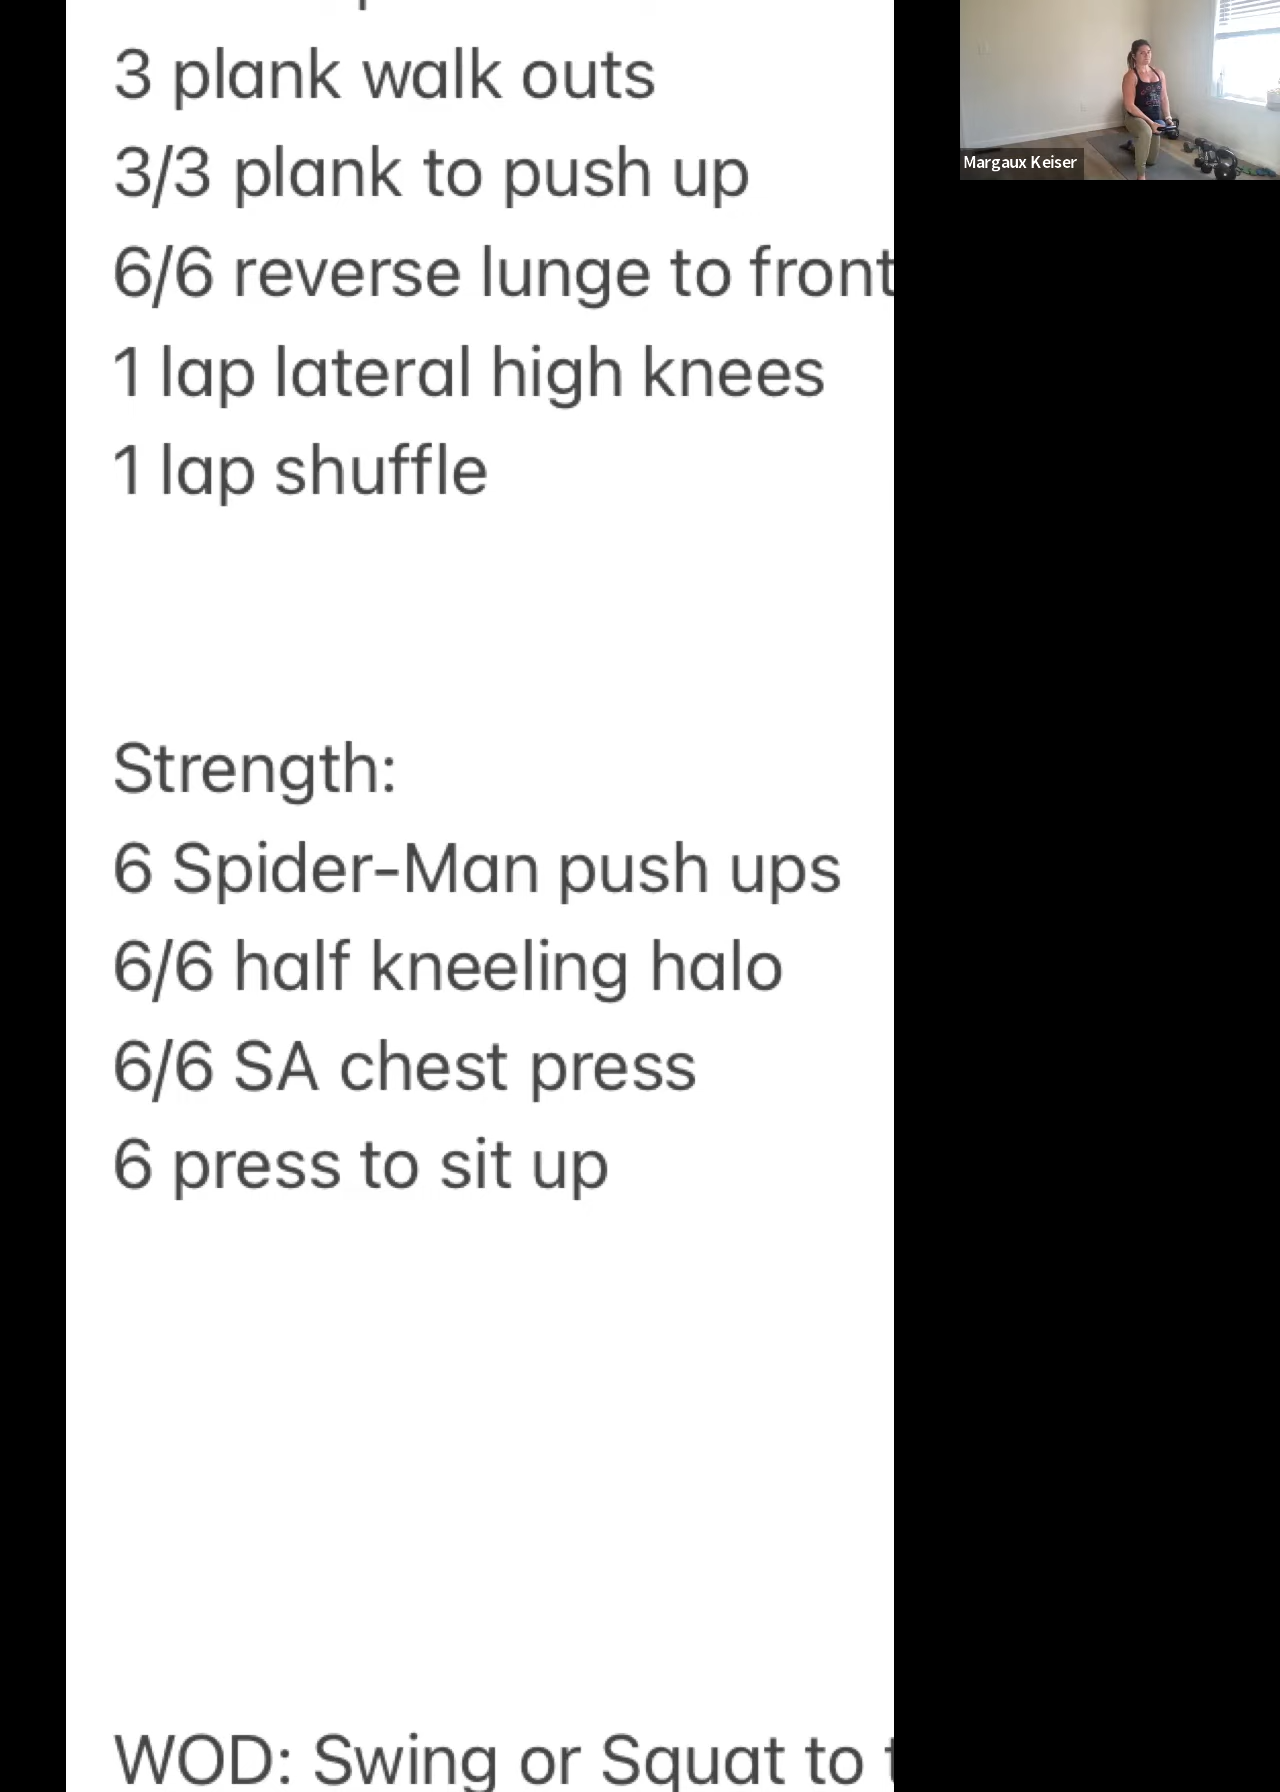 3 plank walk outs
3/3 plank to push up
6/6 reverse lunge to front
1 lap lateral high knees
1 lap shuffle
Strength:
6 Spider-Man push ups
6/6 half kneeling halo
6/6 SA chest press
6 press to sit up
WOD: Swing or Squat to
Margaux Keiser